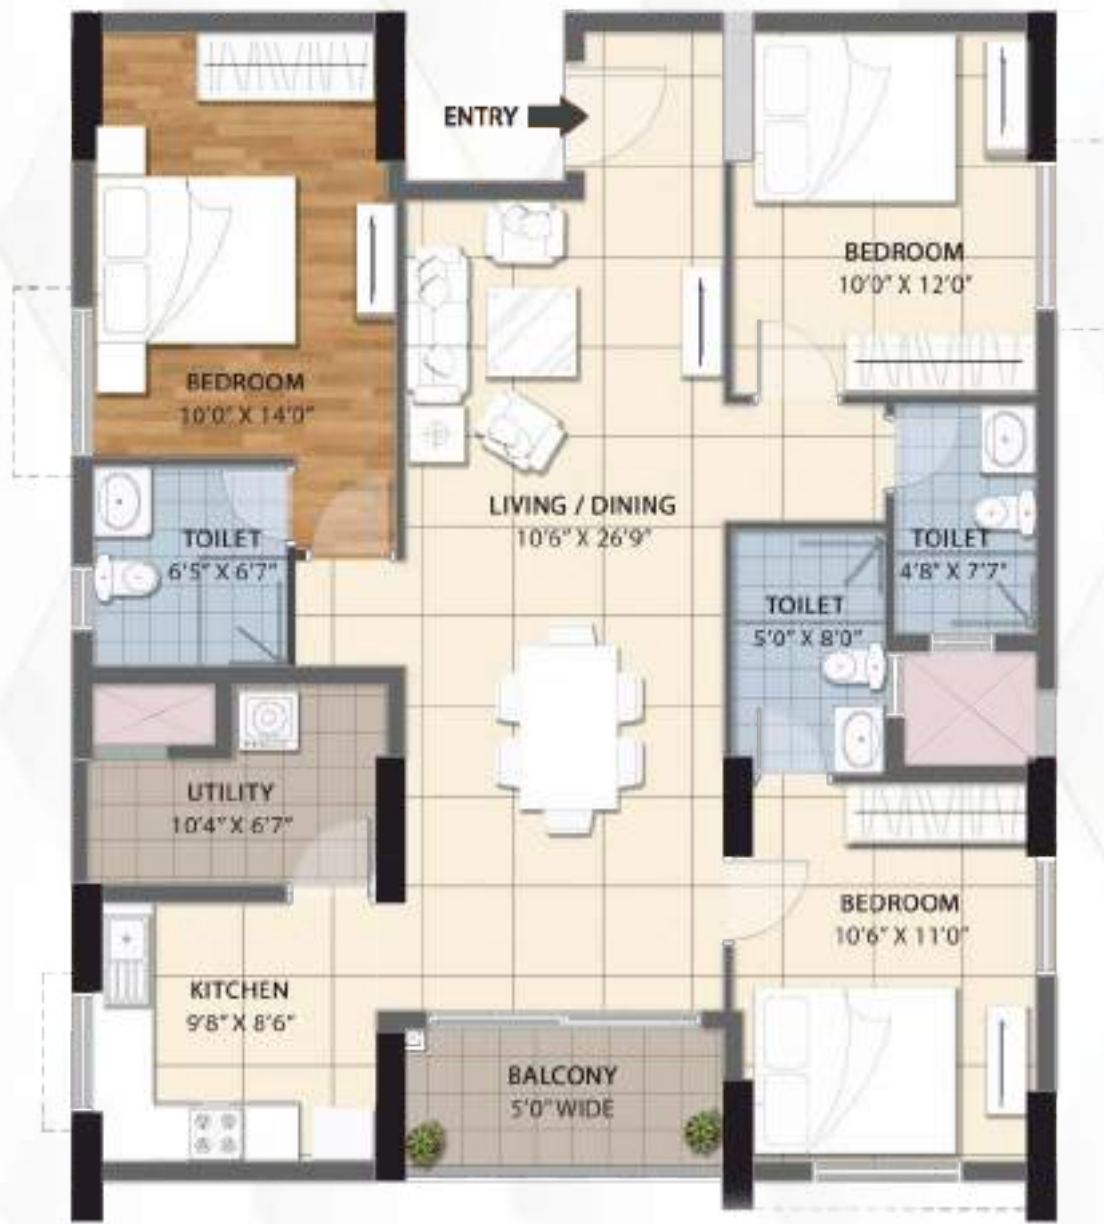 ENTRY
BEDROOM
10'0" X 12'0"
BEDROOM
10'0" X 14'0"
LIVING / DINING
10'6" X 26'9"
TOILET
6'5" X 6'7"
TOILET
4'8" X 7'7"
TOILET
5'0" X 8'0"
UTILITY
10'4" X 6'7"
BEDROOM
10'6" X 11'0"
KITCHEN
9'8" X 8'6"
BALCONY
5'0" WIDE